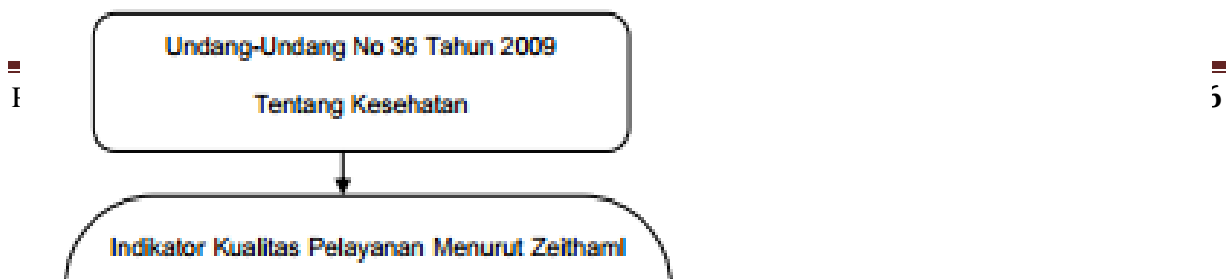 Undang-Undang No 36 Tahun 2009
Tentang Kesehatan
Indikator Kualitas Pelayanan Menurut Zeithaml